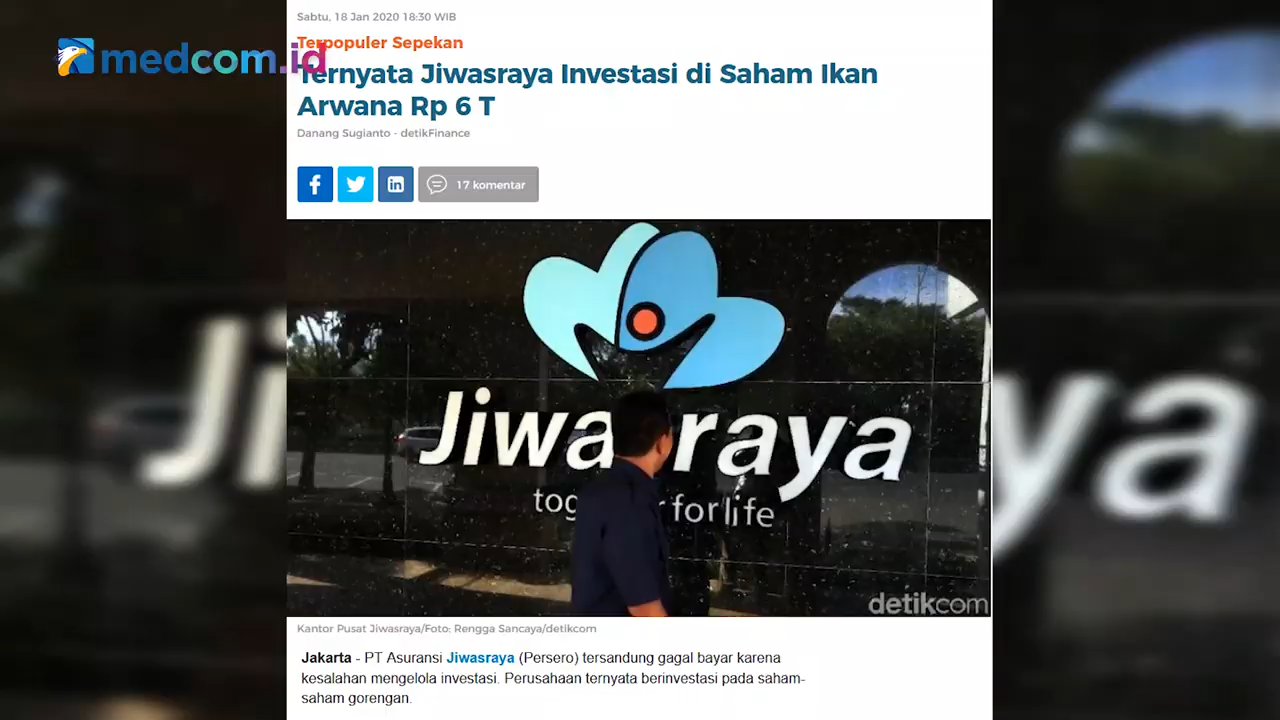 Sabtu, 18 Jan 2020 18:30 WIB
Terpopuler Sepekan
medcom.id
Ternyata Jiwasraya Investasi di Saham Ikan
Arwana Rp 6 T
Danang Sugianto - detikFinance
17 komentar
Jiwasraya
together for life
detikcom
Kantor Pusat Jiwasraya/Foto: Rengga Sancaya/detikcom
Jakarta - PT Asuransi Jiwasraya (Persero) tersandung gagal bayar karena
kesalahan mengelola investasi. Perusahaan ternyata berinvestasi pada saham-
saham gorengan.